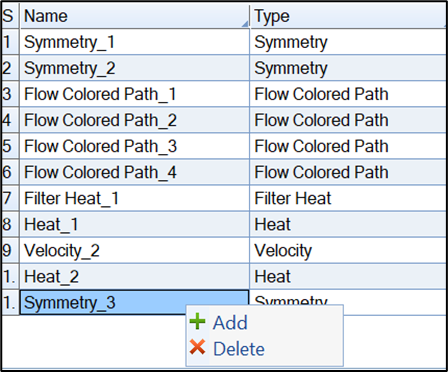 S Name Type
1 Symmetry_1 Symmetry
2 Symmetry_2 Symmetry
3 Flow Colored Path_1 Flow Colored Path
4 Flow Colored Path_2 Flow Colored Path
5 Flow Colored Path_3 Flow Colored Path
6 Flow Colored Path_4 Flow Colored Path
7 Filter Heat_1 Filter Heat
8 Heat_1 Heat
9 Velocity_2 Velocity
1. Heat_2 Heat
1. Symmetry_3 Symmetry
Add
Delete